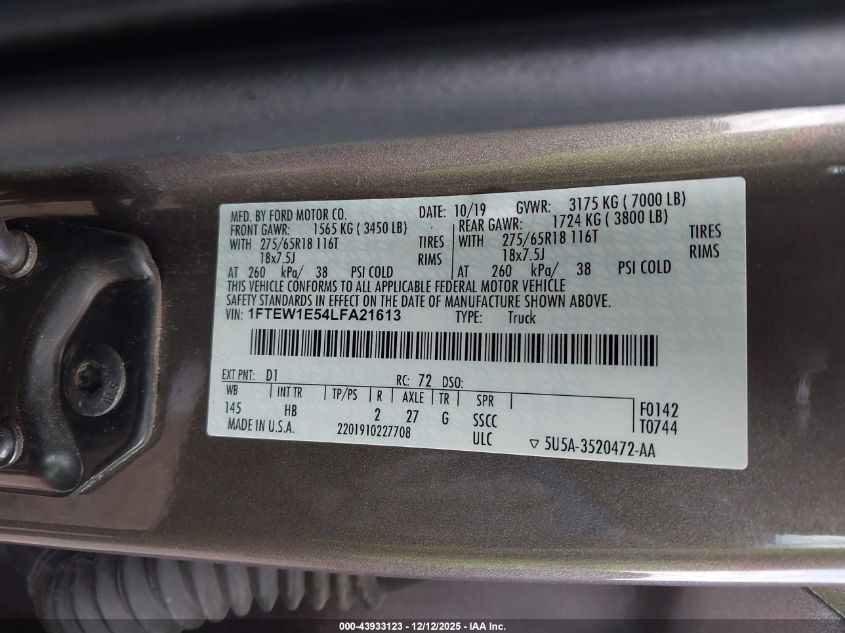 MFD. BY FORD MOTOR CO. DATE: 10/19 GVWR: 3175 KG ( 7000 LB)
FRONT GAWR: 1565 KG ( 3450 LB) REAR GAWR: 1724 KG ( 3800 LB)
WITH 275/65R18 116T TIRES WITH 275/65R18 116T TIRES
18x7.5J RIMS 18x7.5J RIMS
AT 260 kPa/ 38 PSI COLD AT 260 kPa/ 38 PSI COLD
THIS VEHICLE CONFORMS TO ALL APPLICABLE FEDERAL MOTOR VEHICLE
SAFETY STANDARDS IN EFFECT ON THE DATE OF MANUFACTURE SHOWN ABOVE.
VIN: 1FTEW1E54LFA21613 TYPE: Truck
EXT PNT: D1 RC: 72 DSO:
WB INT TR TP/PS R AXLE TR SPR
145 HB 2 27 G SSCC F0142
MADE IN U.S.A. 2201910227708 ULC T0744
▽ 5U5A-3520472-AA
000-43933123 - 12/12/2025 - IAA Inc.